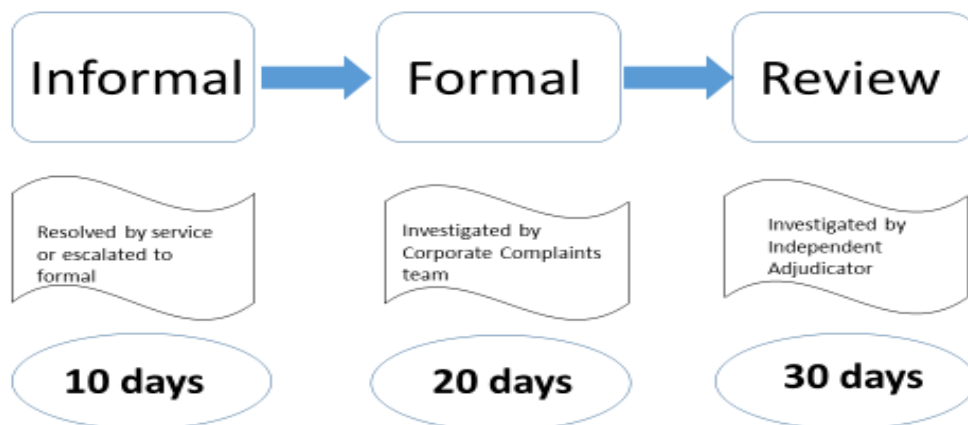 Informal
Formal
Review
Resolved by service
or escalated to
formal
Investigated by
Corporate Complaints
team
Investigated by
Independent
Adjudicator
10 days
20 days
30 days